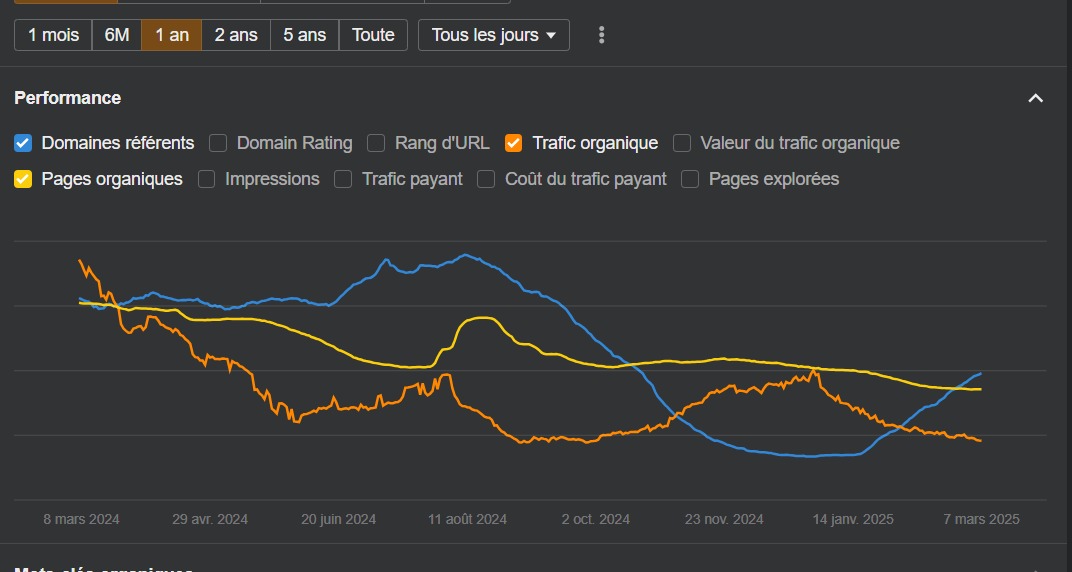 1 mois 6M 1 an 2 ans 5 ans Toute Tous les jours
Performance
Domaines référents Domain Rating Rang d'URL Trafic organique Valeur du trafic organique
Pages organiques Impressions Trafic payant Coût du trafic payant Pages explorées
8 mars 2024 29 avr. 2024 20 juin 2024 11 août 2024 2 oct. 2024 23 nov. 2024 14 janv. 2025 7 mars 2025